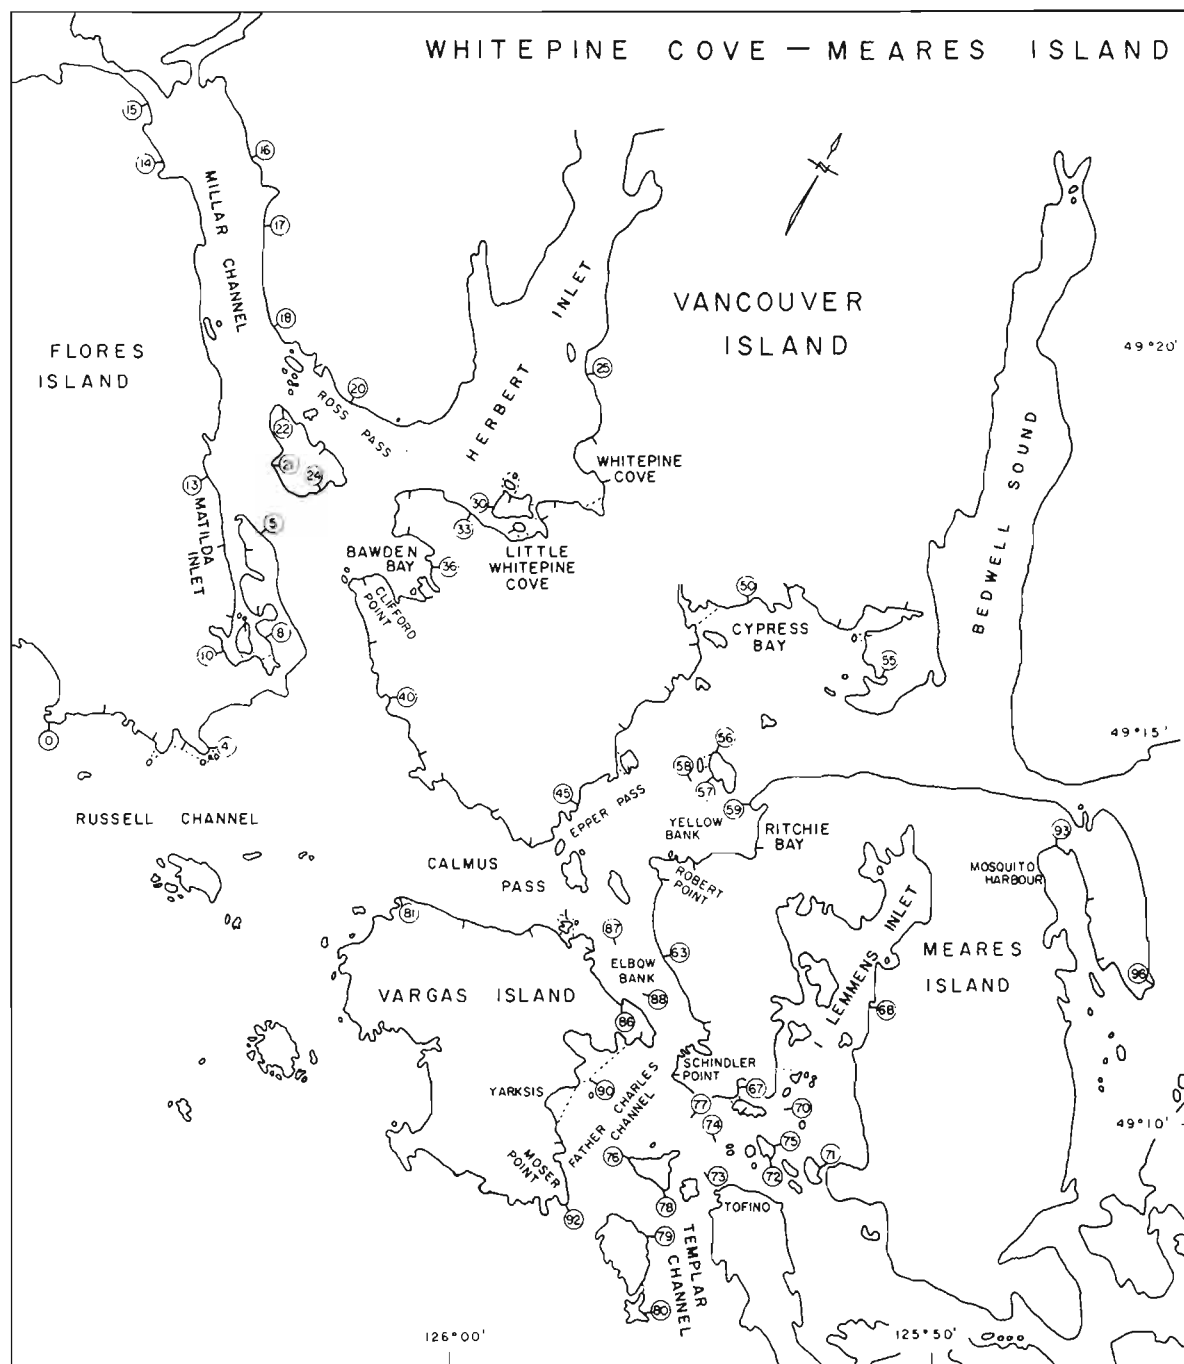 WHITEPINE COVE — MEARES ISLAND
15
14
16
17
MILLAR CHANNEL
N
HERBERT INLET
VANCOUVER
ISLAND
18
FLORES
ISLAND
49°20'
25
20
ROSS PASS
22
21
24
BEDWELL SOUND
WHITEPINE
COVE
13
MATILDA
INLET
5
30
33
BAWDEN
BAY
36
LITTLE
WHITEPINE
COVE
CLIFFORD
POINT
50
CYPRESS
BAY
8
10
55
40
0
4
49°15'
56
58
57
45
EPPER PASS
59
YELLOW
BANK
RITCHIE
BAY
RUSSELL CHANNEL
93
MOSQUITO
HARBOUR
CALMUS
PASS
ROBERT
POINT
81
LEMMENS INLET
87
63
ELBOW
BANK
MEARES
ISLAND
96
VARGAS ISLAND
88
86
68
SCHINDLER
POINT
YARKSIS
90
FATHER CHARLES
CHANNEL
67
77
70
74
49°10'
75
71
76
MOSER
POINT
73
72
78
TOFINO
92
79
TEMPLAR
CHANNEL
80
126°00'
125°50'